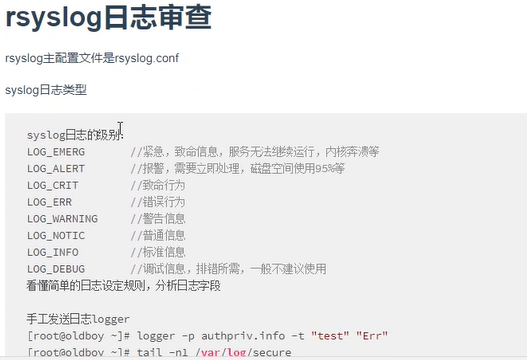 rsyslog日志审查
rsyslog主配置文件是rsyslog.conf
syslog日志类型
syslog日志的级别:
LOG_EMERG //紧急，致命信息，服务无法继续运行，内核奔溃等
LOG_ALERT //报警，需要立即处理，磁盘空间使用95%等
LOG_CRIT //致命行为
LOG_ERR //错误行为
LOG_WARNING //警告信息
LOG_NOTIC //普通信息
LOG_INFO //标准信息
LOG_DEBUG //调试信息，排错所需，一般不建议使用
看懂简单的日志设定规则，分析日志字段
手工发送日志logger
[root@oldboy ~]# logger -p authpriv.info -t "test" "Err"
[root@oldboy ~]# tail -n1 /var/log/secure